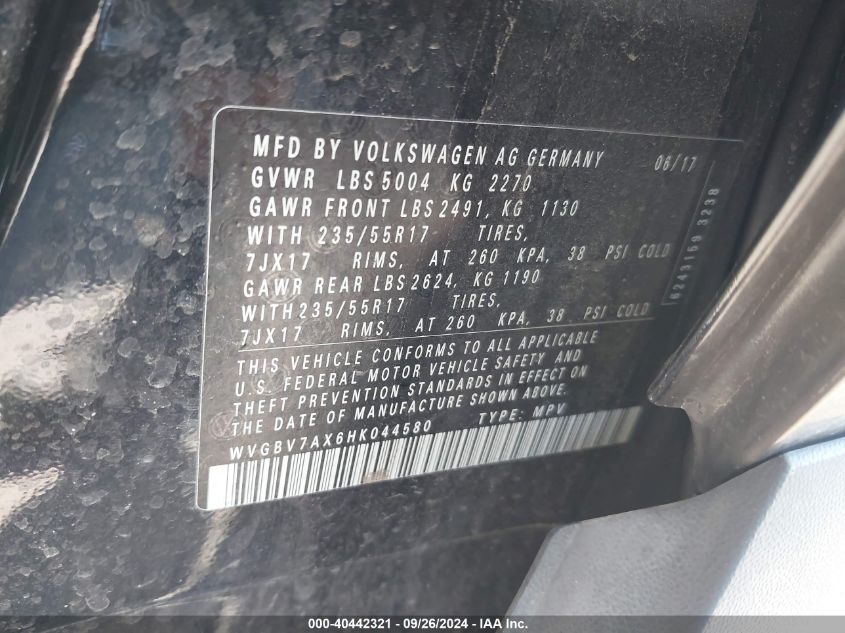 MFD BY VOLKSWAGEN AG GERMANY 06/17
GVWR LBS 5004 KG 2270
GAWR FRONT LBS 2491, KG 1130
WITH 235/55R17 TIRES,
7JX17 RIMS, AT 260 KPA, 38 PSI COLD
GAWR REAR LBS 2624, KG 1190
WITH 235/55R17 TIRES,
7JX17 RIMS, AT 260 KPA, 38 PSI COLD
THIS VEHICLE CONFORMS TO ALL APPLICABLE
U.S. FEDERAL MOTOR VEHICLE SAFETY AND
THEFT PREVENTION STANDARDS IN EFFECT ON
THE DATE OF MANUFACTURE SHOWN ABOVE.
WVGBV7AX6HK044580 TYPE: MPV
6243159 3238
000-40442321 / 09/26/2024 - IAA Inc.